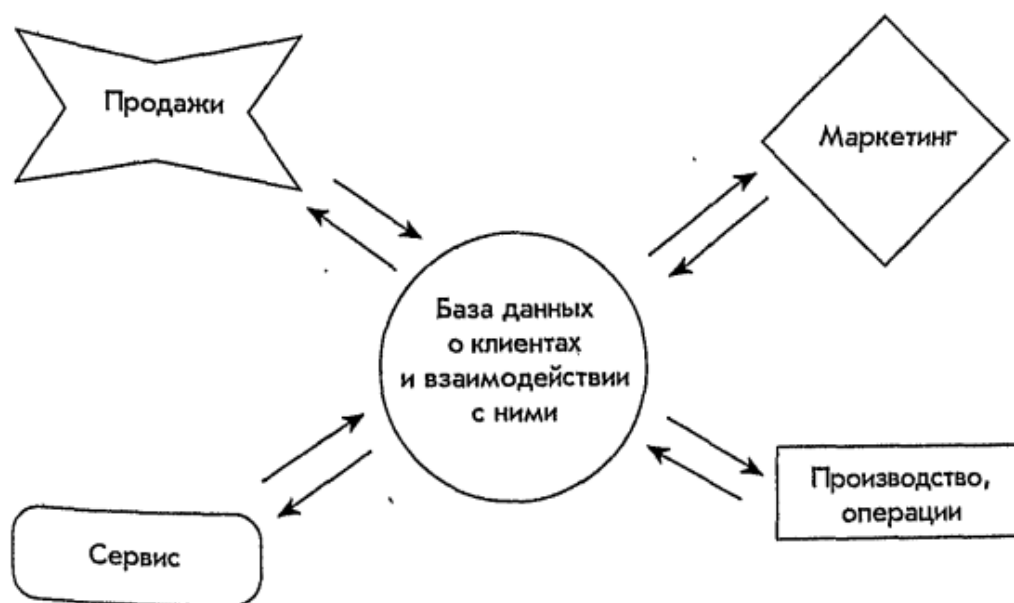 Продажи
Маркетинг
База данных
о клиентах
и взаимодействии
с ними
Производство,
операции
Сервис